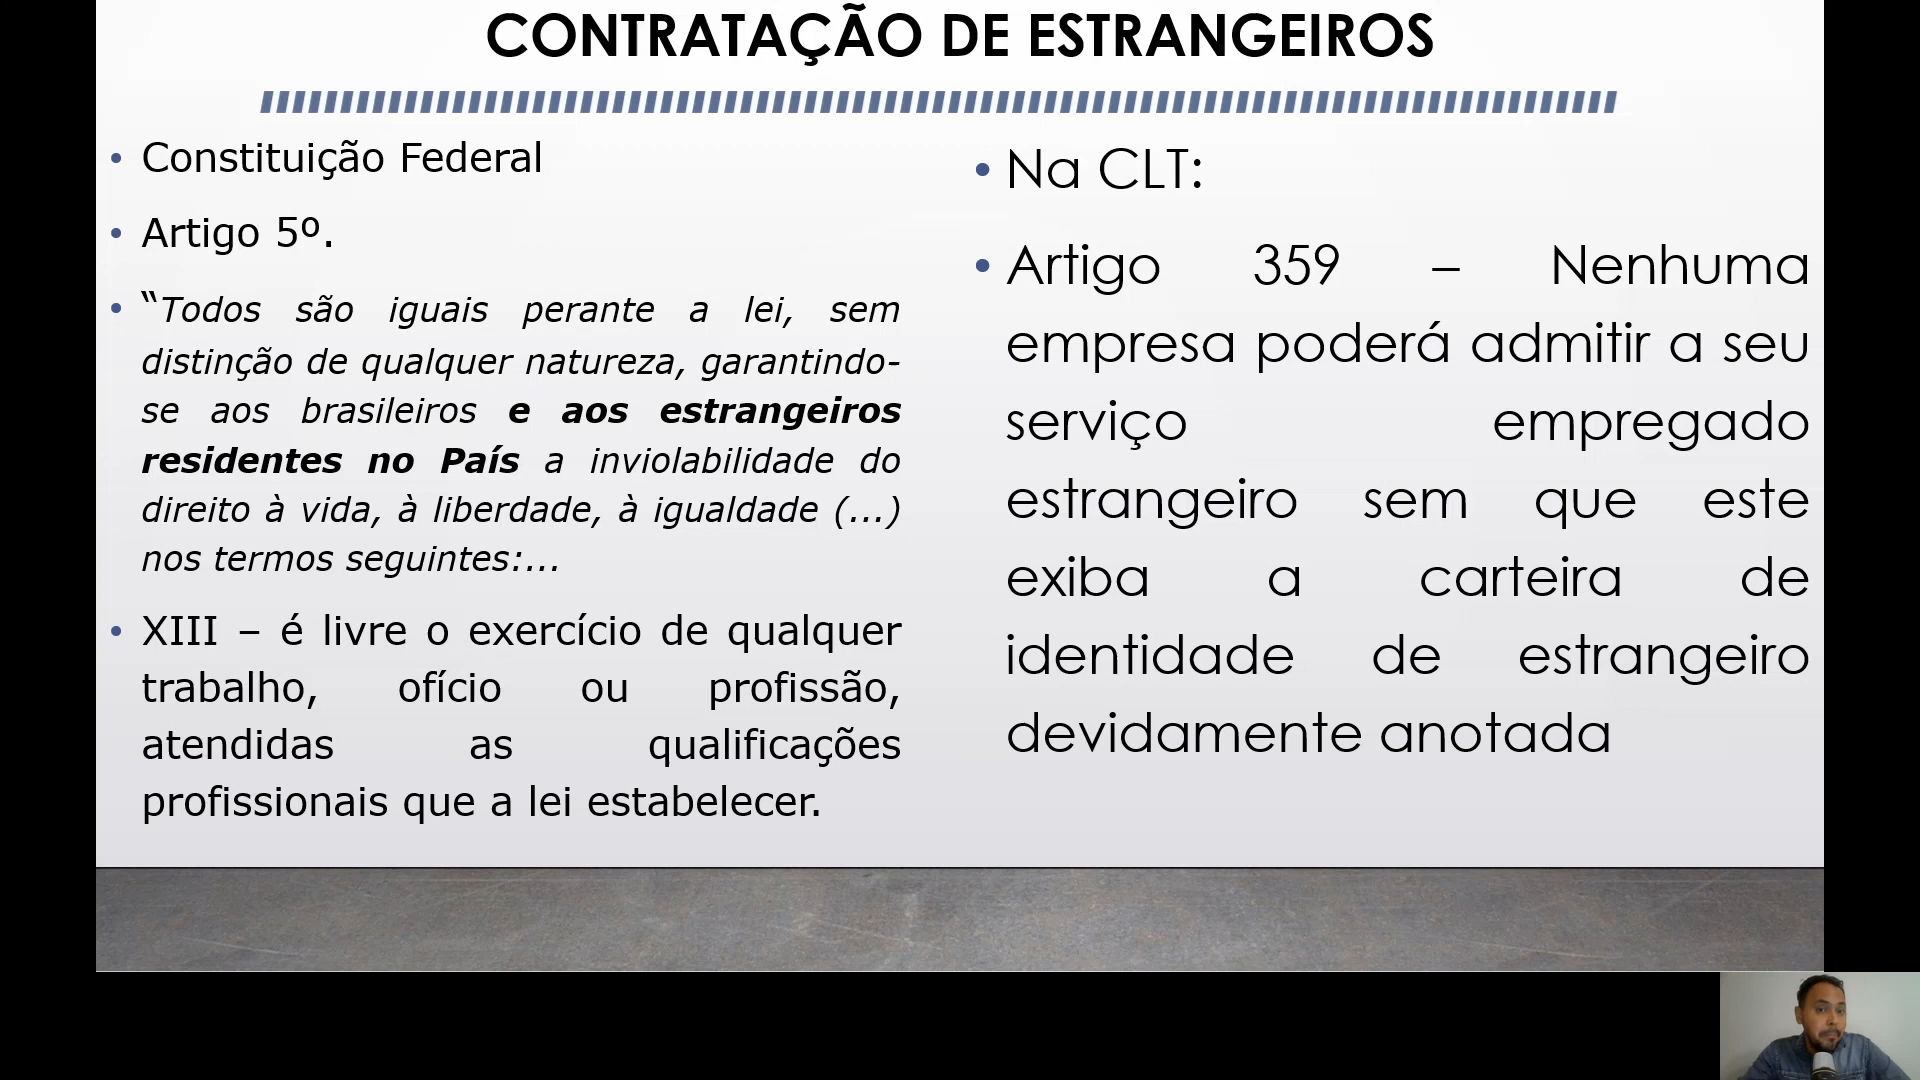 CONTRATAÇÃO DE ESTRANGEIROS
• Constituição Federal
• Artigo 5º.
• “Todos são iguais perante a lei, sem
distinção de qualquer natureza, garantindo-
se aos brasileiros e aos estrangeiros
residentes no País a inviolabilidade do
direito à vida, à liberdade, à igualdade (...)
nos termos seguintes:...
• XIII – é livre o exercício de qualquer
trabalho, ofício ou profissão,
atendidas as qualificações
profissionais que a lei estabelecer.
• Na CLT:
• Artigo 359 – Nenhuma
empresa poderá admitir a seu
serviço empregado
estrangeiro sem que este
exiba a carteira de
identidade de estrangeiro
devidamente anotada